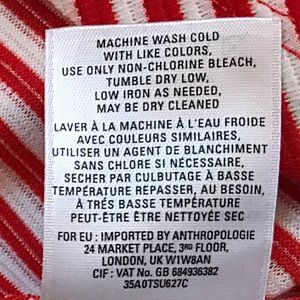 MACHINE WASH COLD
WITH LIKE COLORS,
USE ONLY NON-CHLORINE BLEACH,
TUMBLE DRY LOW,
LOW IRON AS NEEDED,
MAY BE DRY CLEANED
LAVER À LA MACHINE À L'EAU FROIDE
AVEC COULEURS SIMILAIRES,
UTILISER UN AGENT DE BLANCHIMENT
SANS CHLORE SI NÉCESSAIRE,
SECHER PAR CULBUTAGE À BASSE
TEMPÉRATURE REPASSER, AU BESOIN,
À TRÉS BASSE TEMPÉRATURE
PEUT-ÊTRE ÊTRE NETTOYÉE SEC
FOR EU : IMPORTED BY ANTHROPOLOGIE
24 MARKET PLACE, 3RD FLOOR,
LONDON, UK W1W8AN
CIF : VAT No. GB 684936382
35A0TSU627C